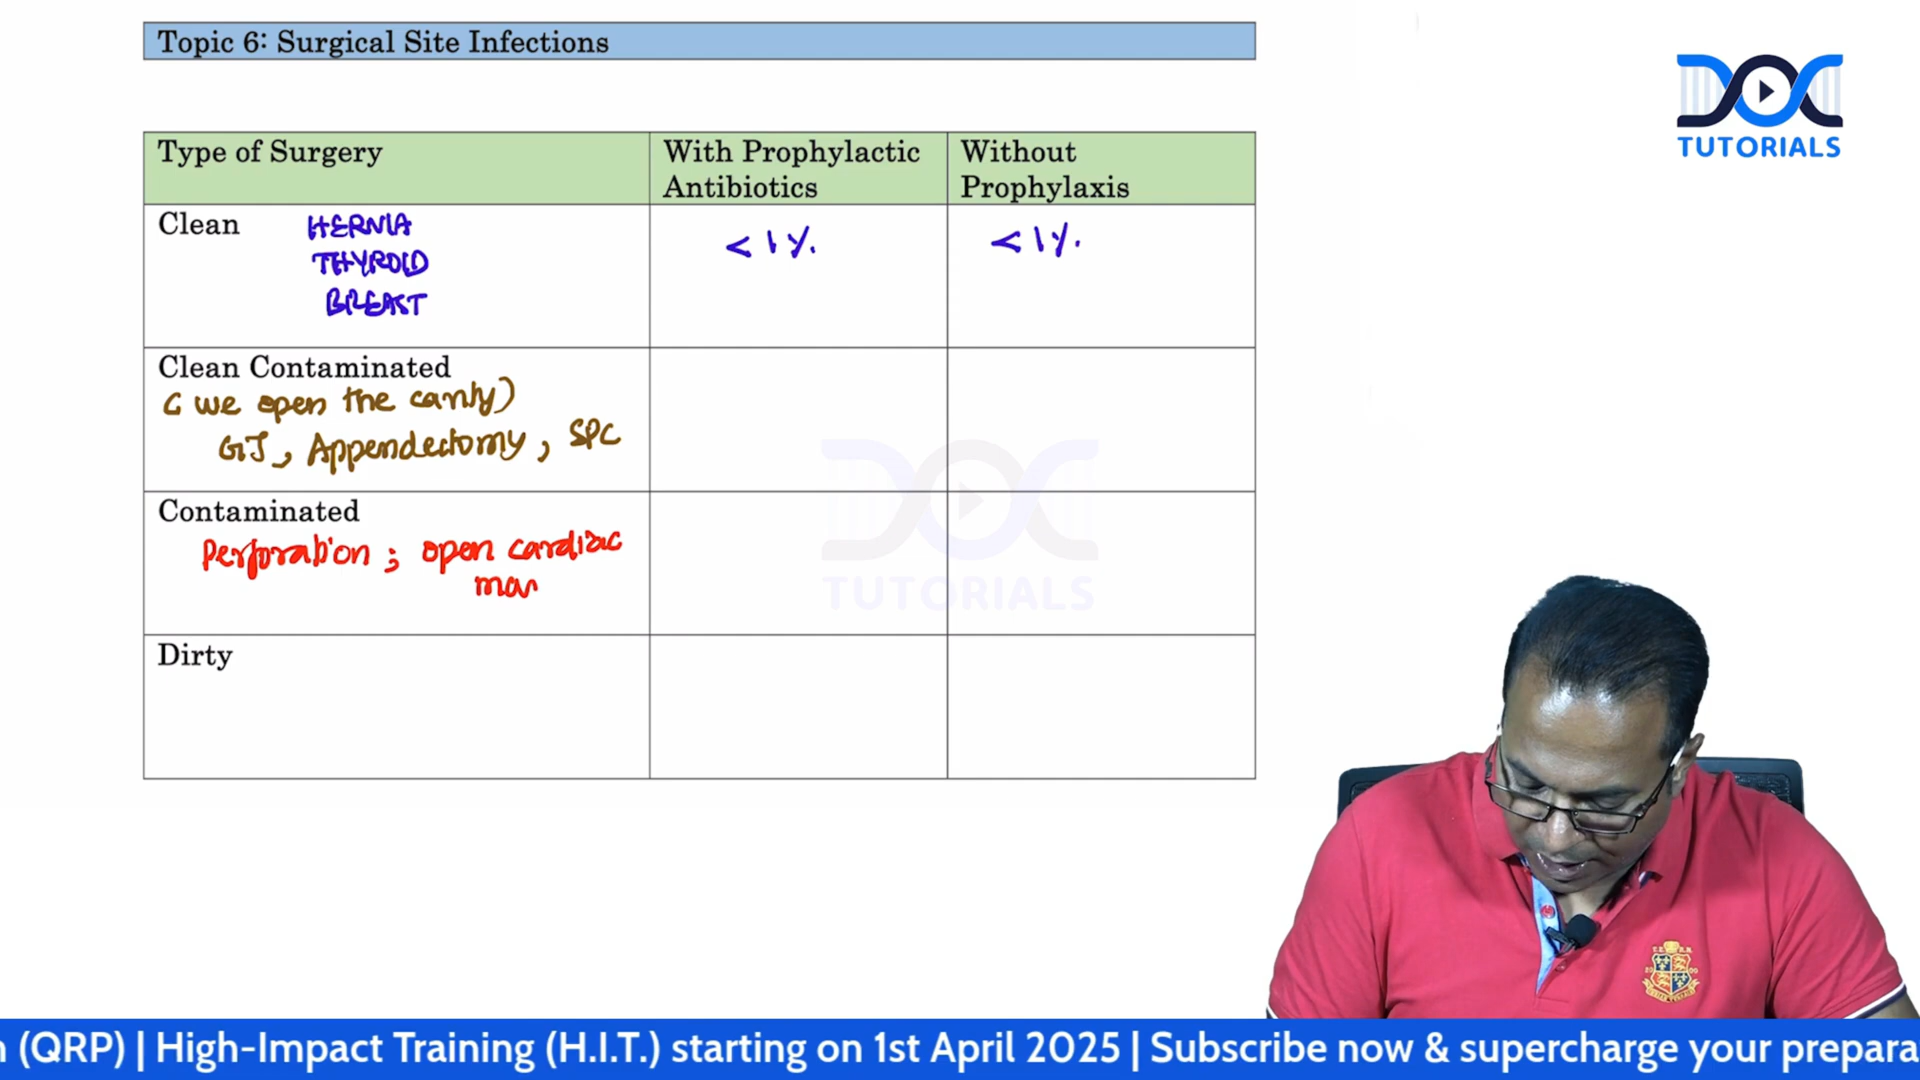 Topic 6: Surgical Site Infections
TUTORIALS
Type of Surgery
With Prophylactic
Antibiotics
Without
Prophylaxis
Clean
HERNIA
THYROID
BREAST
< 1 %.
< 1 %.
Clean Contaminated
( we open the cavity)
GJ, Appendectomy, SPC
Contaminated
Perforation ; open cardiac
TUTORIALS
Dirty
(QRP) | High-Impact Training (H.I.T.) starting on 1st April 2025 | Subscribe now & supercharge your prepara